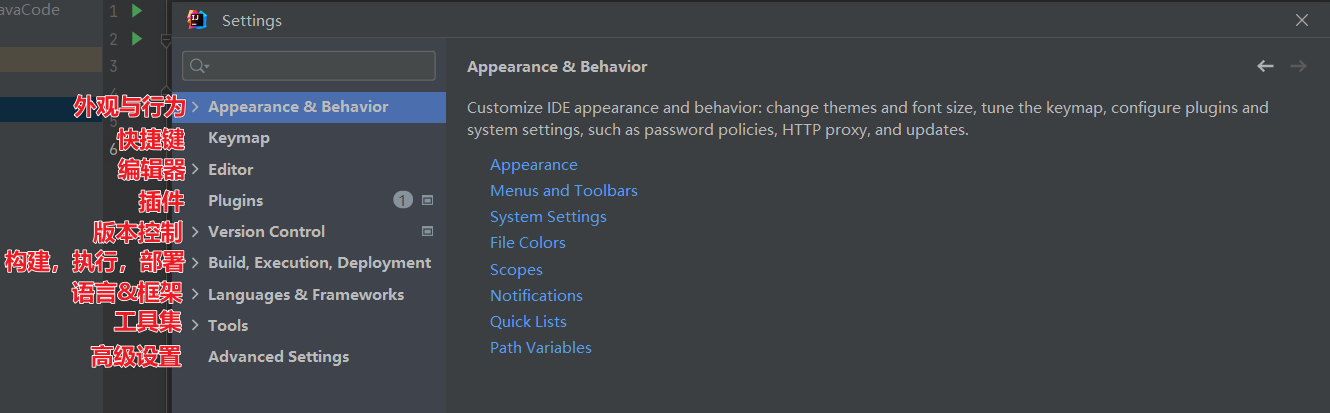 avaCode
1
2
3
5
6
Settings
外观与行为
Appearance & Behavior
快捷键
Keymap
编辑器
Editor
插件
Plugins
1
版本控制
Version Control
构建，执行，部署
Build, Execution, Deployment
语言&框架
Languages & Frameworks
工具集
Tools
高级设置
Advanced Settings
Appearance & Behavior
Customize IDE appearance and behavior: change themes and font size, tune the keymap, configure plugins and
system settings, such as password policies, HTTP proxy, and updates.
Appearance
Menus and Toolbars
System Settings
File Colors
Scopes
Notifications
Quick Lists
Path Variables